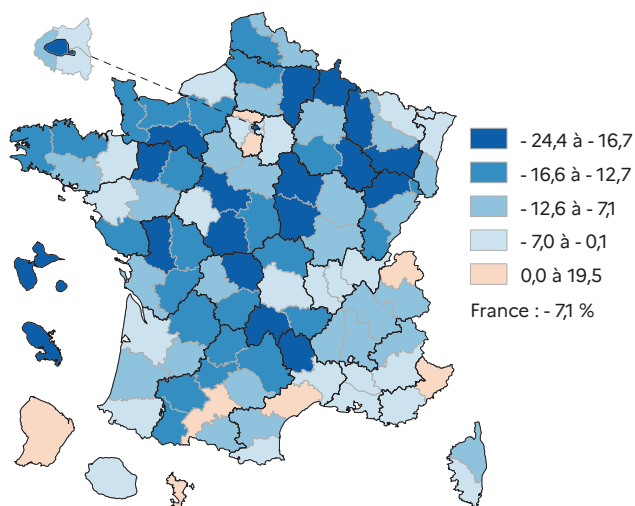 - 24,4 à - 16,7
- 16,6 à - 12,7
- 12,6 à - 7,1
- 7,0 à - 0,1
0,0 à 19,5
France : - 7,1 %